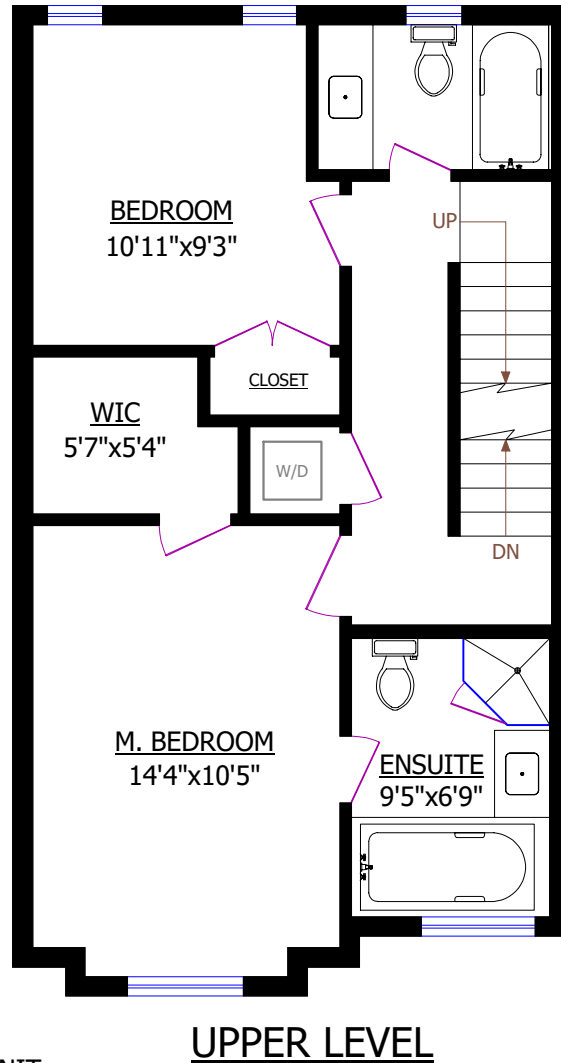 BEDROOM
10'11"x9'3"
UP
CLOSET
WIC
5'7"x5'4"
W/D
DN
M. BEDROOM
14'4"x10'5"
ENSUITE
9'5"x6'9"
UPPER LEVEL